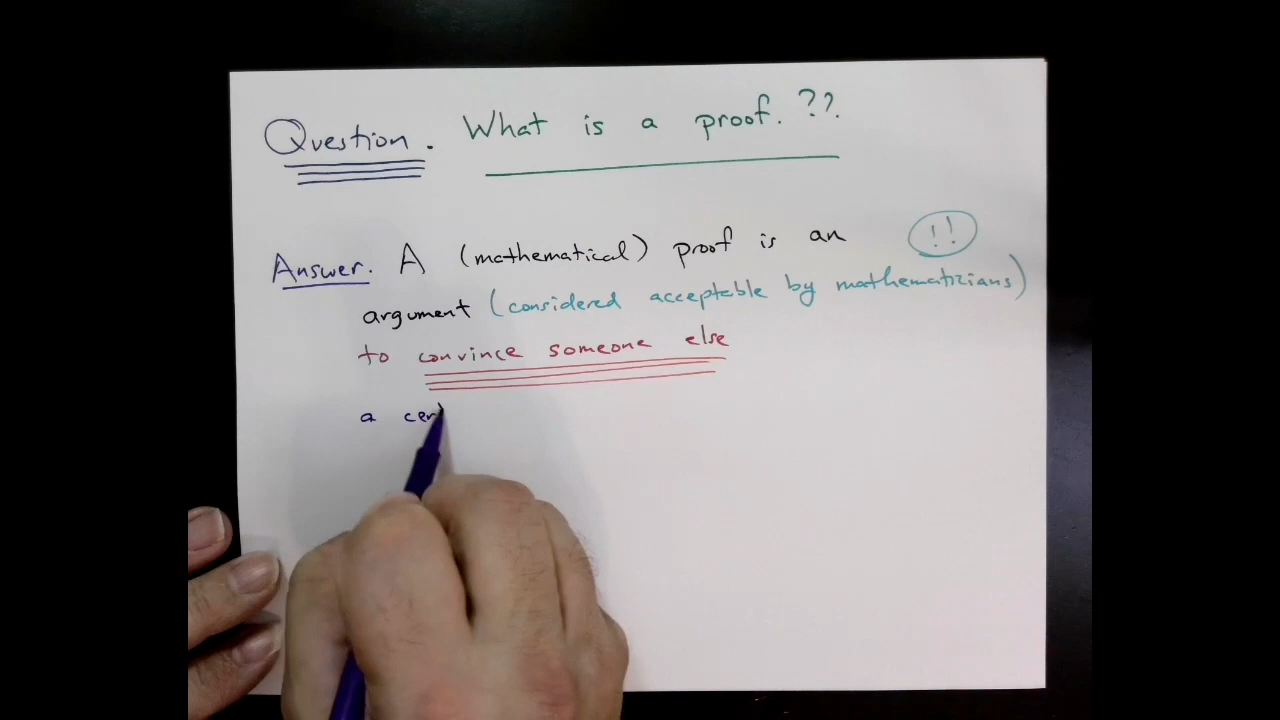 Question. What is a proof. ??
Answer. A (mathematical) proof is an !!
argument (considered acceptable by mathematicians)
to convince someone else
a cer